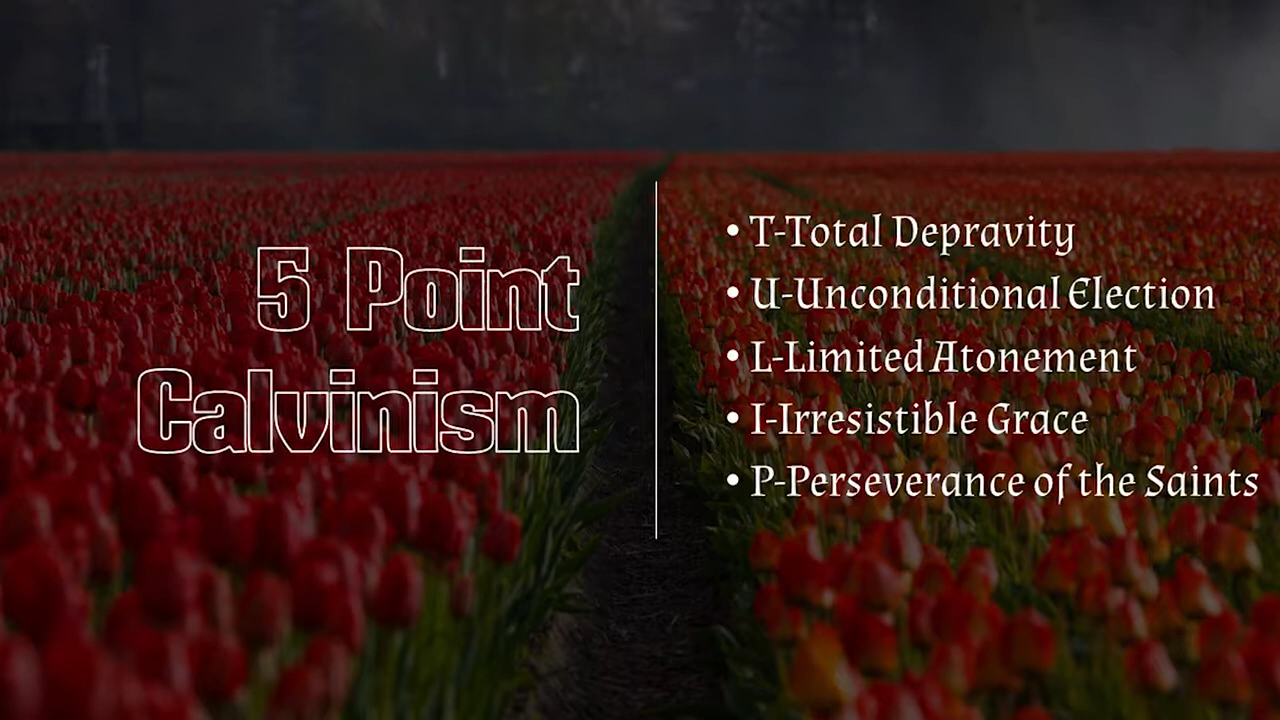 5 Point
Calvinism
• T-Total Depravity
• U-Unconditional Election
• L-Limited Atonement
• I-Irresistible Grace
• P-Perseverance of the Saints